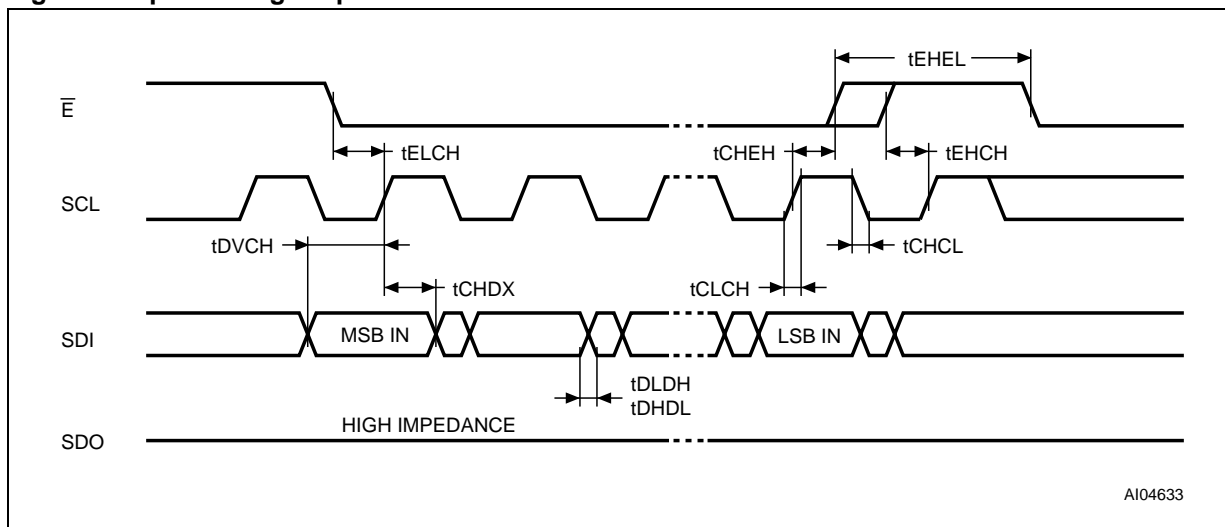 tEHEL
E̅
tELCH
tCHEH
tEHCH
SCL
tDVCH
tCHCL
tCHDX
tCLCH
SDI
MSB IN
LSB IN
tDLDH
tDHDL
HIGH IMPEDANCE
SDO
AI04633